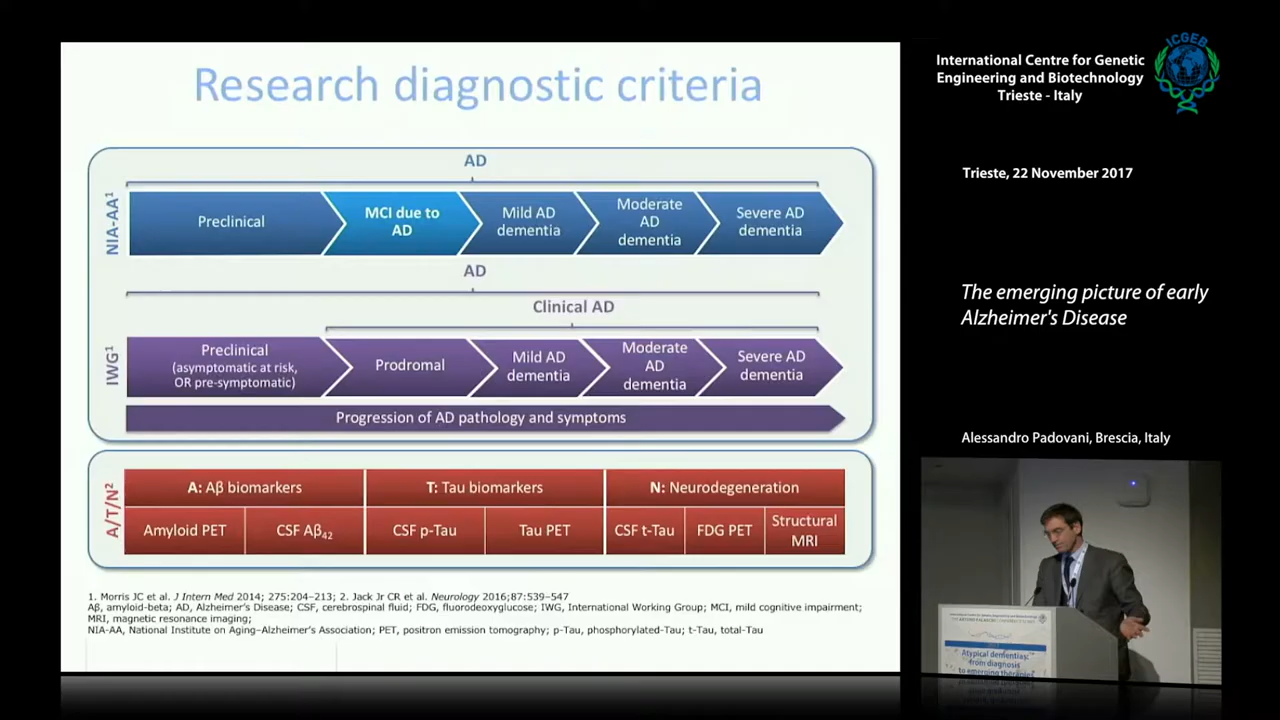 Research diagnostic criteria
AD
NIA-AA1
Preclinical
MCI due to
AD
Mild AD
dementia
Moderate
AD
dementia
Severe AD
dementia
AD
Clinical AD
IWG1
Preclinical
(asymptomatic at risk,
OR pre-symptomatic)
Prodromal
Mild AD
dementia
Moderate
AD
dementia
Severe AD
dementia
Progression of AD pathology and symptoms
A/T/N2
A: Aβ biomarkers
T: Tau biomarkers
N: Neurodegeneration
Amyloid PET
CSF Aβ42
CSF p-Tau
Tau PET
CSF t-Tau
FDG PET
Structural
MRI
1. Morris JC et al. J Intern Med 2014; 275:204–213; 2. Jack Jr CR et al. Neurology 2016;87:539–547
Aβ, amyloid-beta; AD, Alzheimer's Disease; CSF, cerebrospinal fluid; FDG, fluorodeoxyglucose; IWG, International Working Group; MCI, mild cognitive impairment;
MRI, magnetic resonance imaging;
NIA-AA, National Institute on Aging–Alzheimer's Association; PET, positron emission tomography; p-Tau, phosphorylated-Tau; t-Tau, total-Tau
International Centre for Genetic
Engineering and Biotechnology
Trieste - Italy
ICGEB
Trieste, 22 November 2017
The emerging picture of early
Alzheimer's Disease
Alessandro Padovani, Brescia, Italy
Atypical dementias:
from diagnosis
to emerging therapies